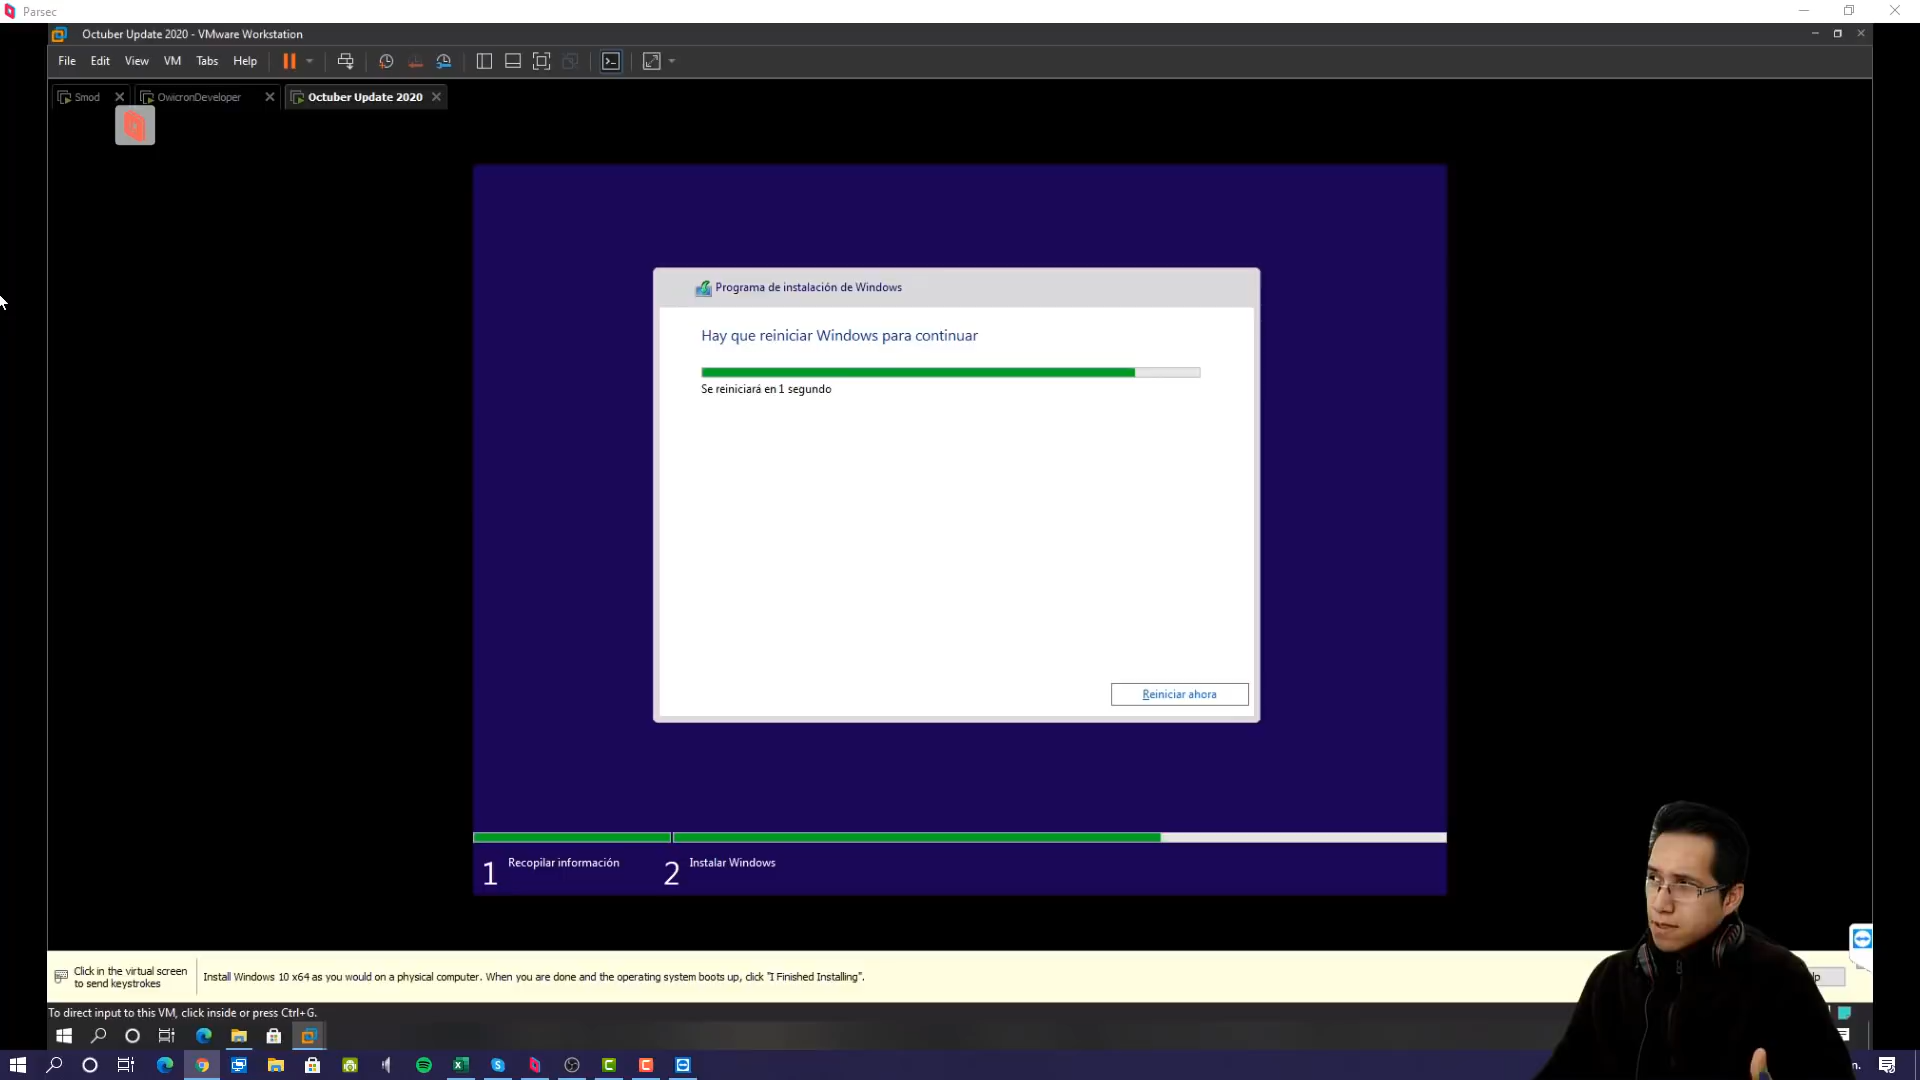 Parsec
Octuber Update 2020 - VMware Workstation
File Edit View VM Tabs Help
Smod
OwicronDeveloper
Octuber Update 2020
Programa de instalación de Windows
Hay que reiniciar Windows para continuar
Se reiniciará en 1 segundo
Reiniciar ahora
1 Recopilar información
2 Instalar Windows
Click in the virtual screen
to send keystrokes
Install Windows 10 x64 as you would on a physical computer. When you are done and the operating system boots up, click "I Finished Installing".
To direct input to this VM, click inside or press Ctrl+G.